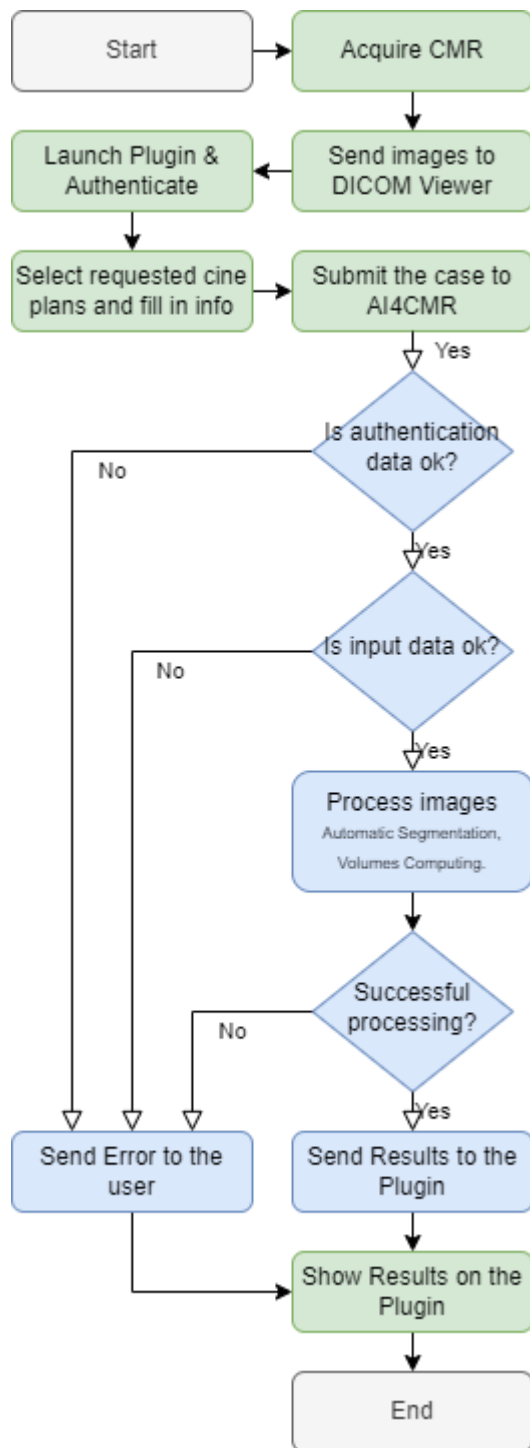 Start
Acquire CMR
Launch Plugin &
Authenticate
Send images to
DICOM Viewer
Select requested cine
plans and fill in info
Submit the case to
AI4CMR
Yes
Is authentication
data ok?
No
Yes
Is input data ok?
No
Yes
Process images
Automatic Segmentation,
Volumes Computing.
Successful
processing?
No
Yes
Send Error to the
user
Send Results to the
Plugin
Show Results on the
Plugin
End